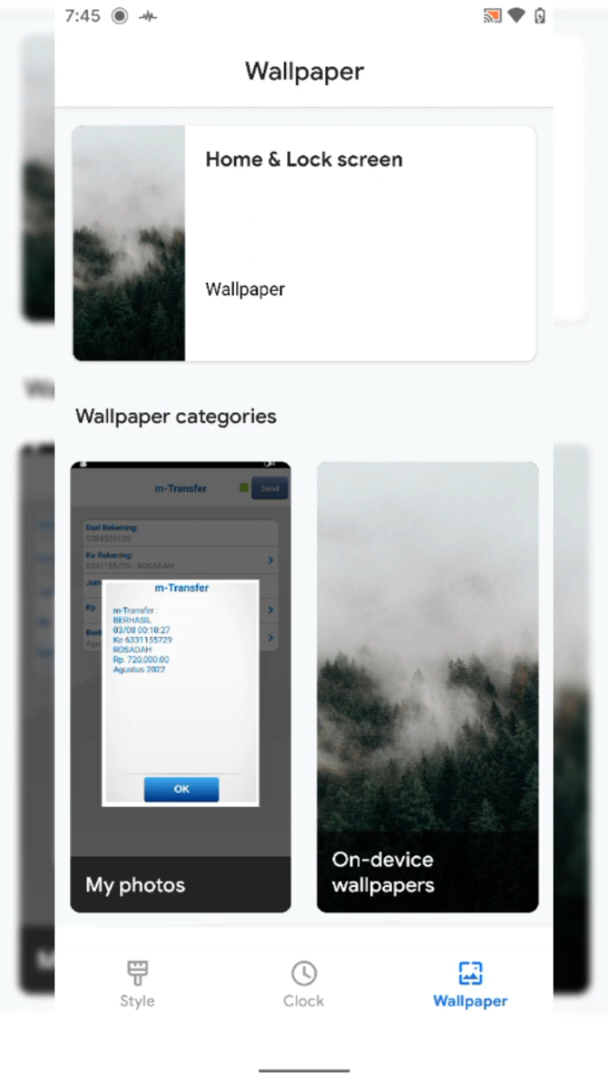 7:45
Wallpaper
Home & Lock screen
Wallpaper
Wallpaper categories
m-Transfer
Send
Dari Rekening:
Ke Rekening:
6331155729 - ROSADAH
Rp
m-Transfer
m-Transfer :
BERHASIL
03/08 00:10:27
Ke 6331155729
ROSADAH
Rp. 720,000.00
Agustus 2022
OK
My photos
On-device
wallpapers
Style
Clock
Wallpaper